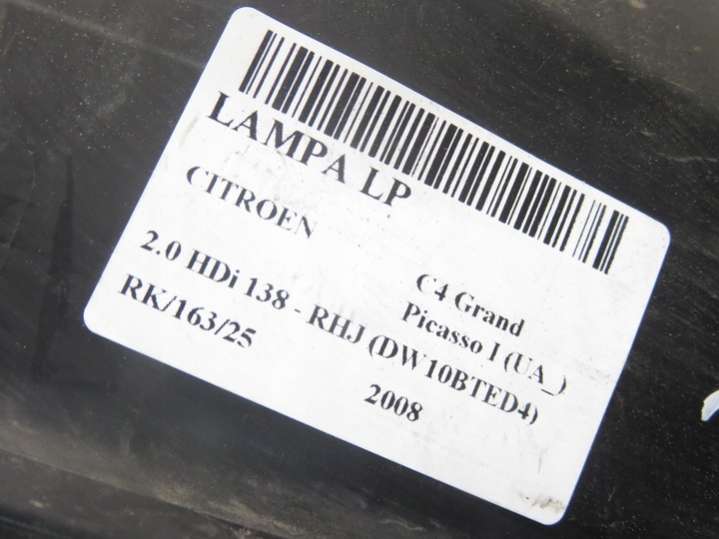 LAMPA LP
CITROEN
C4 Grand
Picasso I (UA_)
2.0 HDi 138 - RHJ (DW10BTED4)
RK/163/25
2008